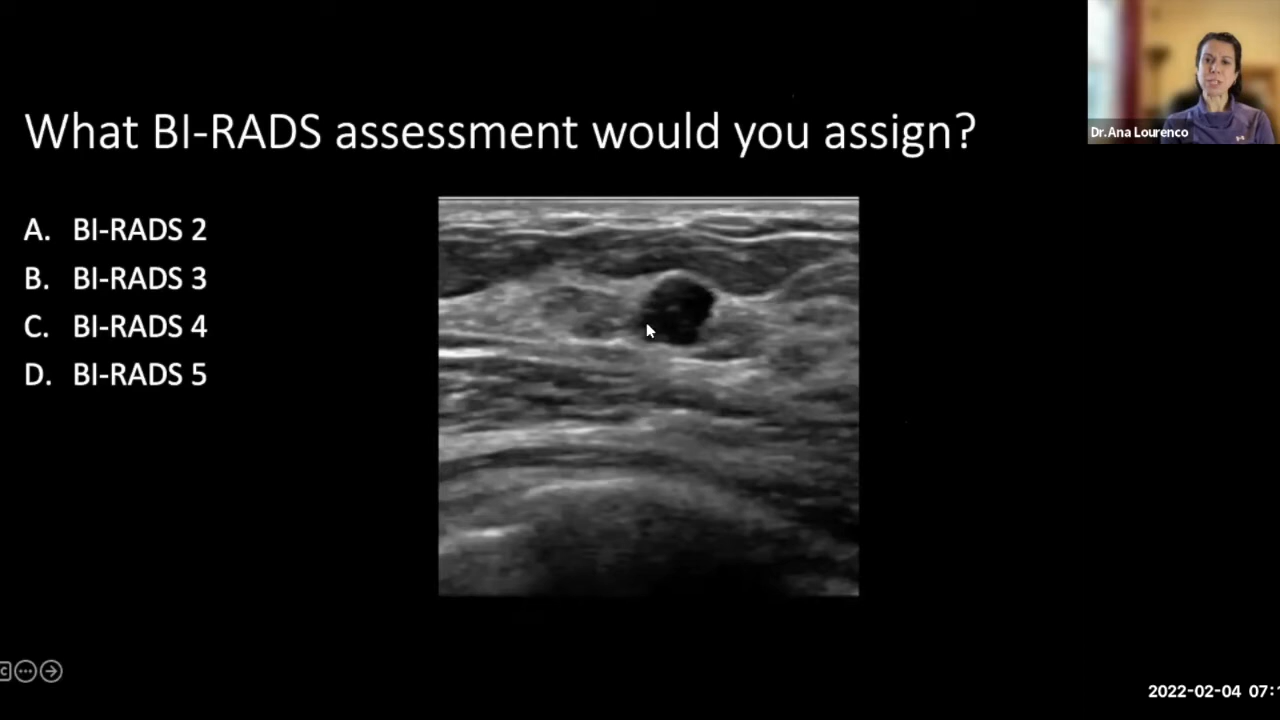 What BI-RADS assessment would you assign?
Dr. Ana Lourenco
A. BI-RADS 2
B. BI-RADS 3
C. BI-RADS 4
D. BI-RADS 5
2022-02-04